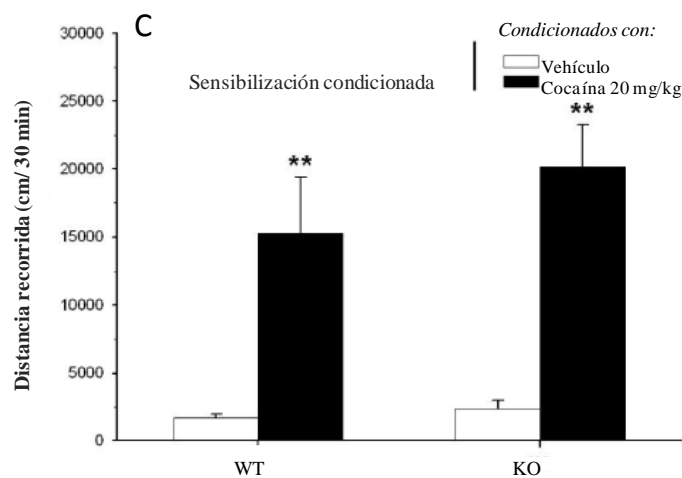 C
Condicionados con:
Sensibilización condicionada
Vehículo
Cocaína 20 mg/kg
Distancia recorrida (cm/ 30 min)
30000
25000
20000
15000
10000
5000
0
**
**
WT
KO